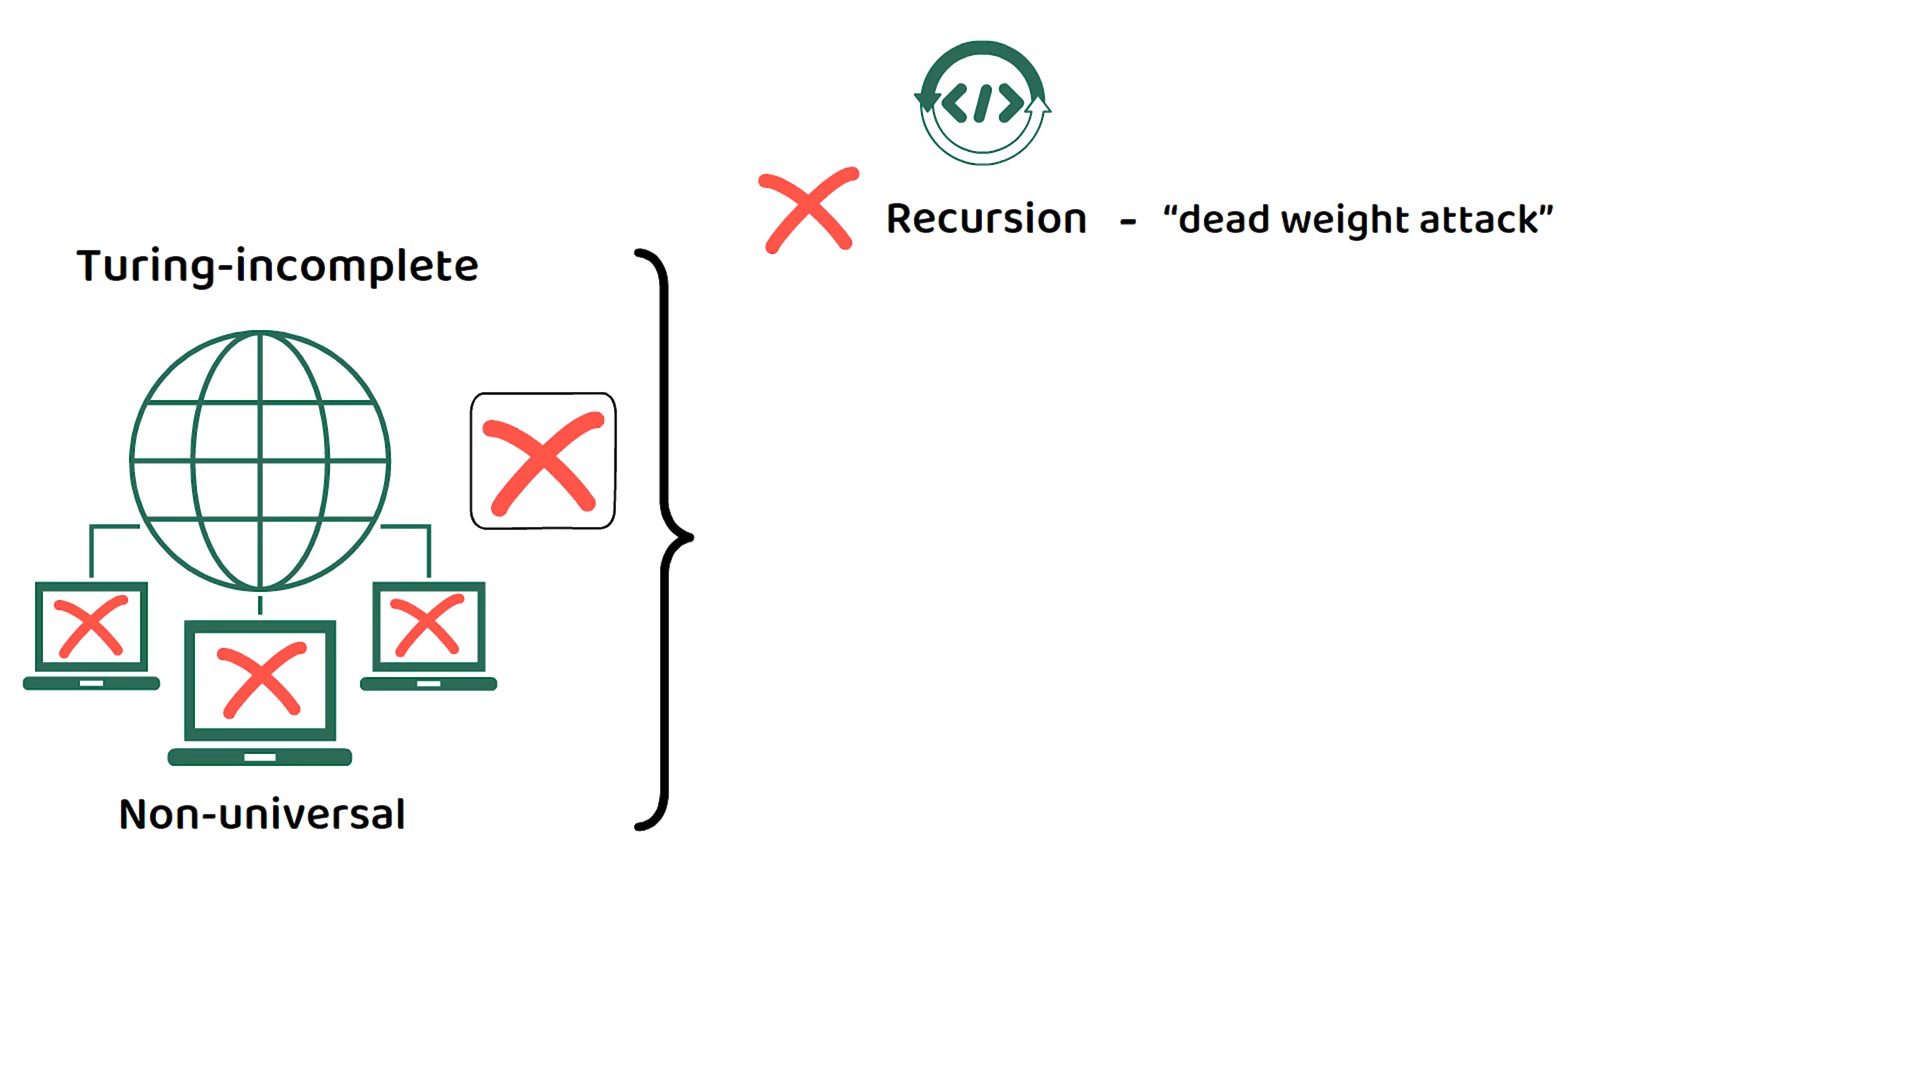 Recursion - “dead weight attack”
Turing-incomplete
Non-universal